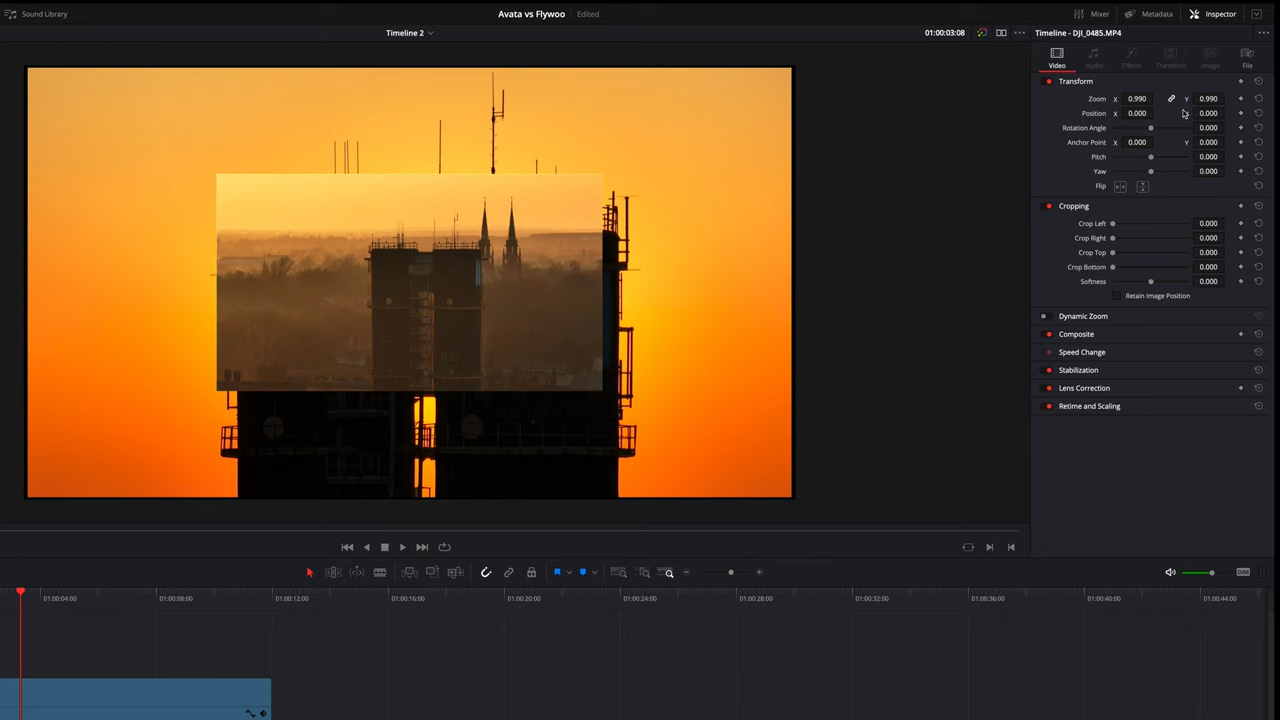 Sound Library
Avata vs Flywoo Edited
Mixer Metadata Inspector
Timeline 2
01:00:03:08
Timeline - DJI_0485.MP4
Video Audio Effects Transition Image File
Transform
Zoom X 0.990 Y 0.990
Position X 0.000 Y 0.000
Rotation Angle 0.000
Anchor Point X 0.000 Y 0.000
Pitch 0.000
Yaw 0.000
Flip
Cropping
Crop Left 0.000
Crop Right 0.000
Crop Top 0.000
Crop Bottom 0.000
Softness 0.000
Retain Image Position
Dynamic Zoom
Composite
Speed Change
Stabilization
Lens Correction
Retime and Scaling
DIM
01:00:04:00 01:00:08:00 01:00:12:00 01:00:16:00 01:00:20:00 01:00:24:00 01:00:28:00 01:00:32:00 01:00:36:00 01:00:40:00 01:00:44:00